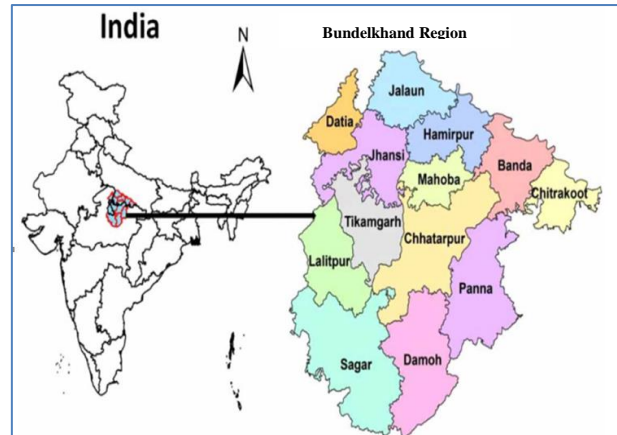 India
N
Bundelkhand Region
Jalaun
Datia
Hamirpur
Jhansi
Banda
Mahoba
Chitrakoot
Tikamgarh
Chhatarpur
Lalitpur
Panna
Sagar
Damoh